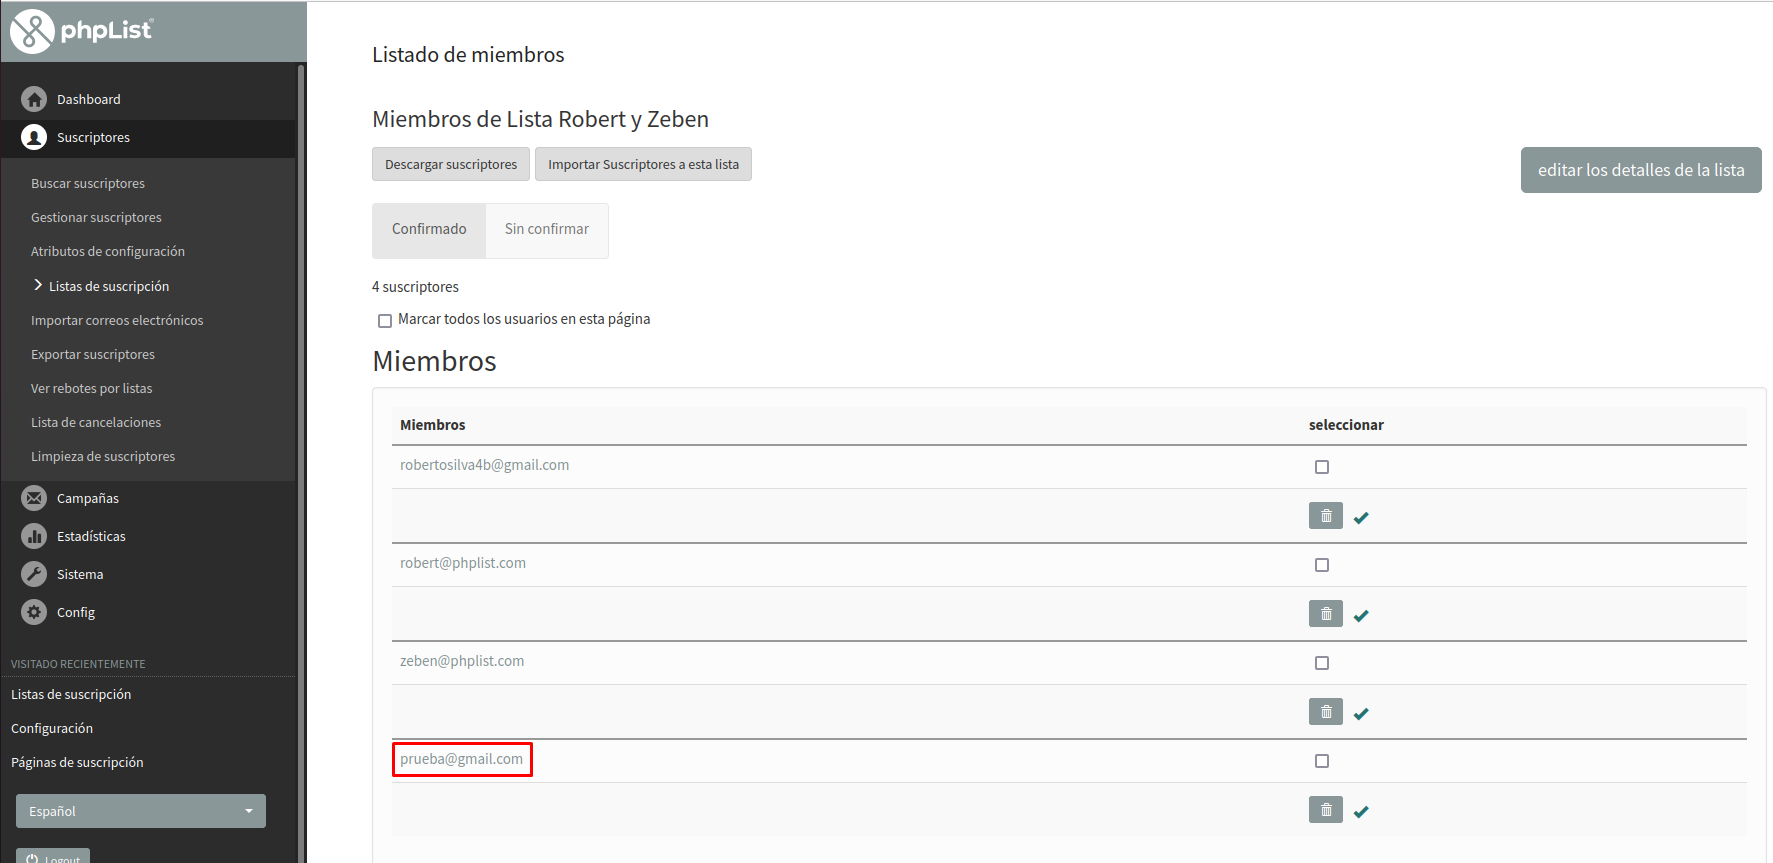 phpList
Dashboard
Suscriptores
Buscar suscriptores
Gestionar suscriptores
Atributos de configuración
Listas de suscripción
Importar correos electrónicos
Exportar suscriptores
Ver rebotes por listas
Lista de cancelaciones
Limpieza de suscriptores
Campañas
Estadísticas
Sistema
Config
VISITADO RECIENTEMENTE
Listas de suscripción
Configuración
Páginas de suscripción
Español
Logout
Listado de miembros
Miembros de Lista Robert y Zeben
Descargar suscriptores
Importar Suscriptores a esta lista
editar los detalles de la lista
Confirmado
Sin confirmar
4 suscriptores
Marcar todos los usuarios en esta página
Miembros
Miembros seleccionar
robertosilva4b@gmail.com
robert@phplist.com
zeben@phplist.com
prueba@gmail.com